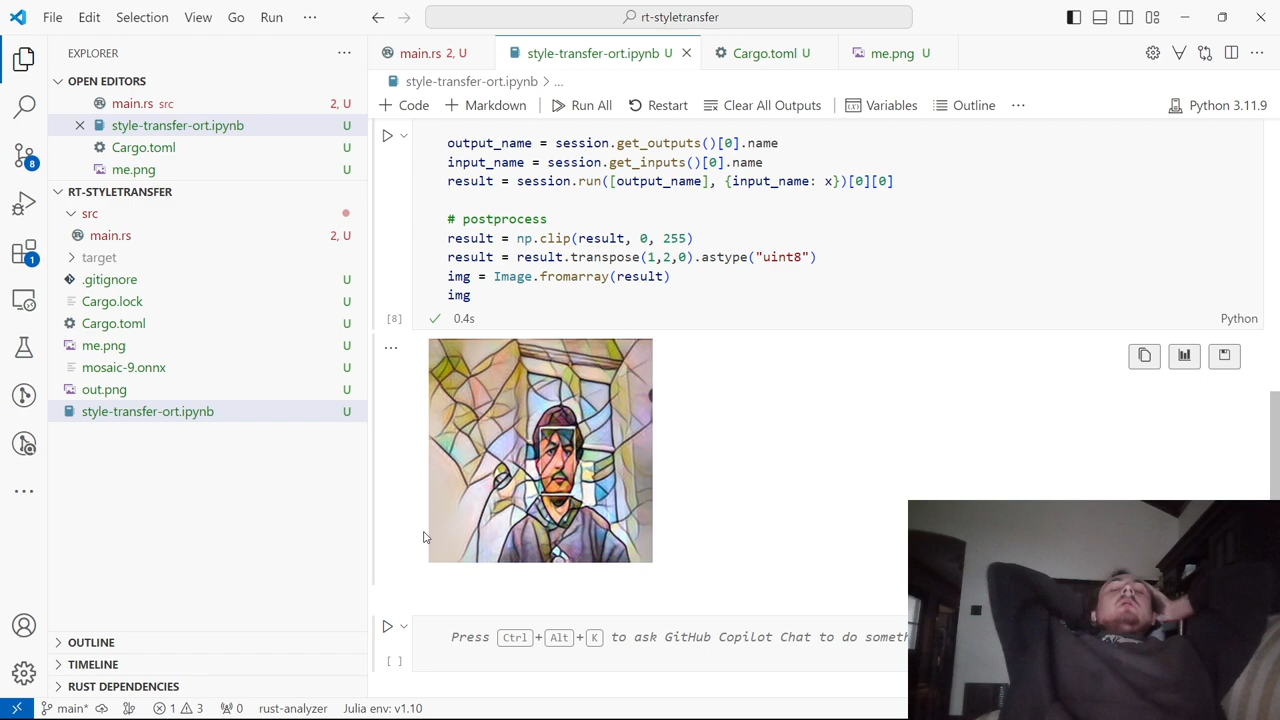 File Edit Selection View Go Run ··· rt-styletransfer
EXPLORER
OPEN EDITORS
main.rs src 2, U
style-transfer-ort.ipynb U
Cargo.toml U
me.png U
RT-STYLETRANSFER
src
main.rs 2, U
target
.gitignore U
Cargo.lock U
Cargo.toml U
me.png U
mosaic-9.onnx U
out.png U
style-transfer-ort.ipynb U
OUTLINE
TIMELINE
RUST DEPENDENCIES
8
1
main.rs 2, U style-transfer-ort.ipynb U Cargo.toml U me.png U
style-transfer-ort.ipynb > ...
+ Code + Markdown Run All Restart Clear All Outputs Variables Outline ··· Python 3.11.9
output_name = session.get_outputs()[0].name
input_name = session.get_inputs()[0].name
result = session.run([output_name], {input_name: x})[0][0]
# postprocess
result = np.clip(result, 0, 255)
result = result.transpose(1,2,0).astype("uint8")
img = Image.fromarray(result)
img
[8] 0.4s Python
Press Ctrl+Alt+K to ask GitHub Copilot Chat to do someth
[ ]
main* 1 3 0 rust-analyzer Julia env: v1.10